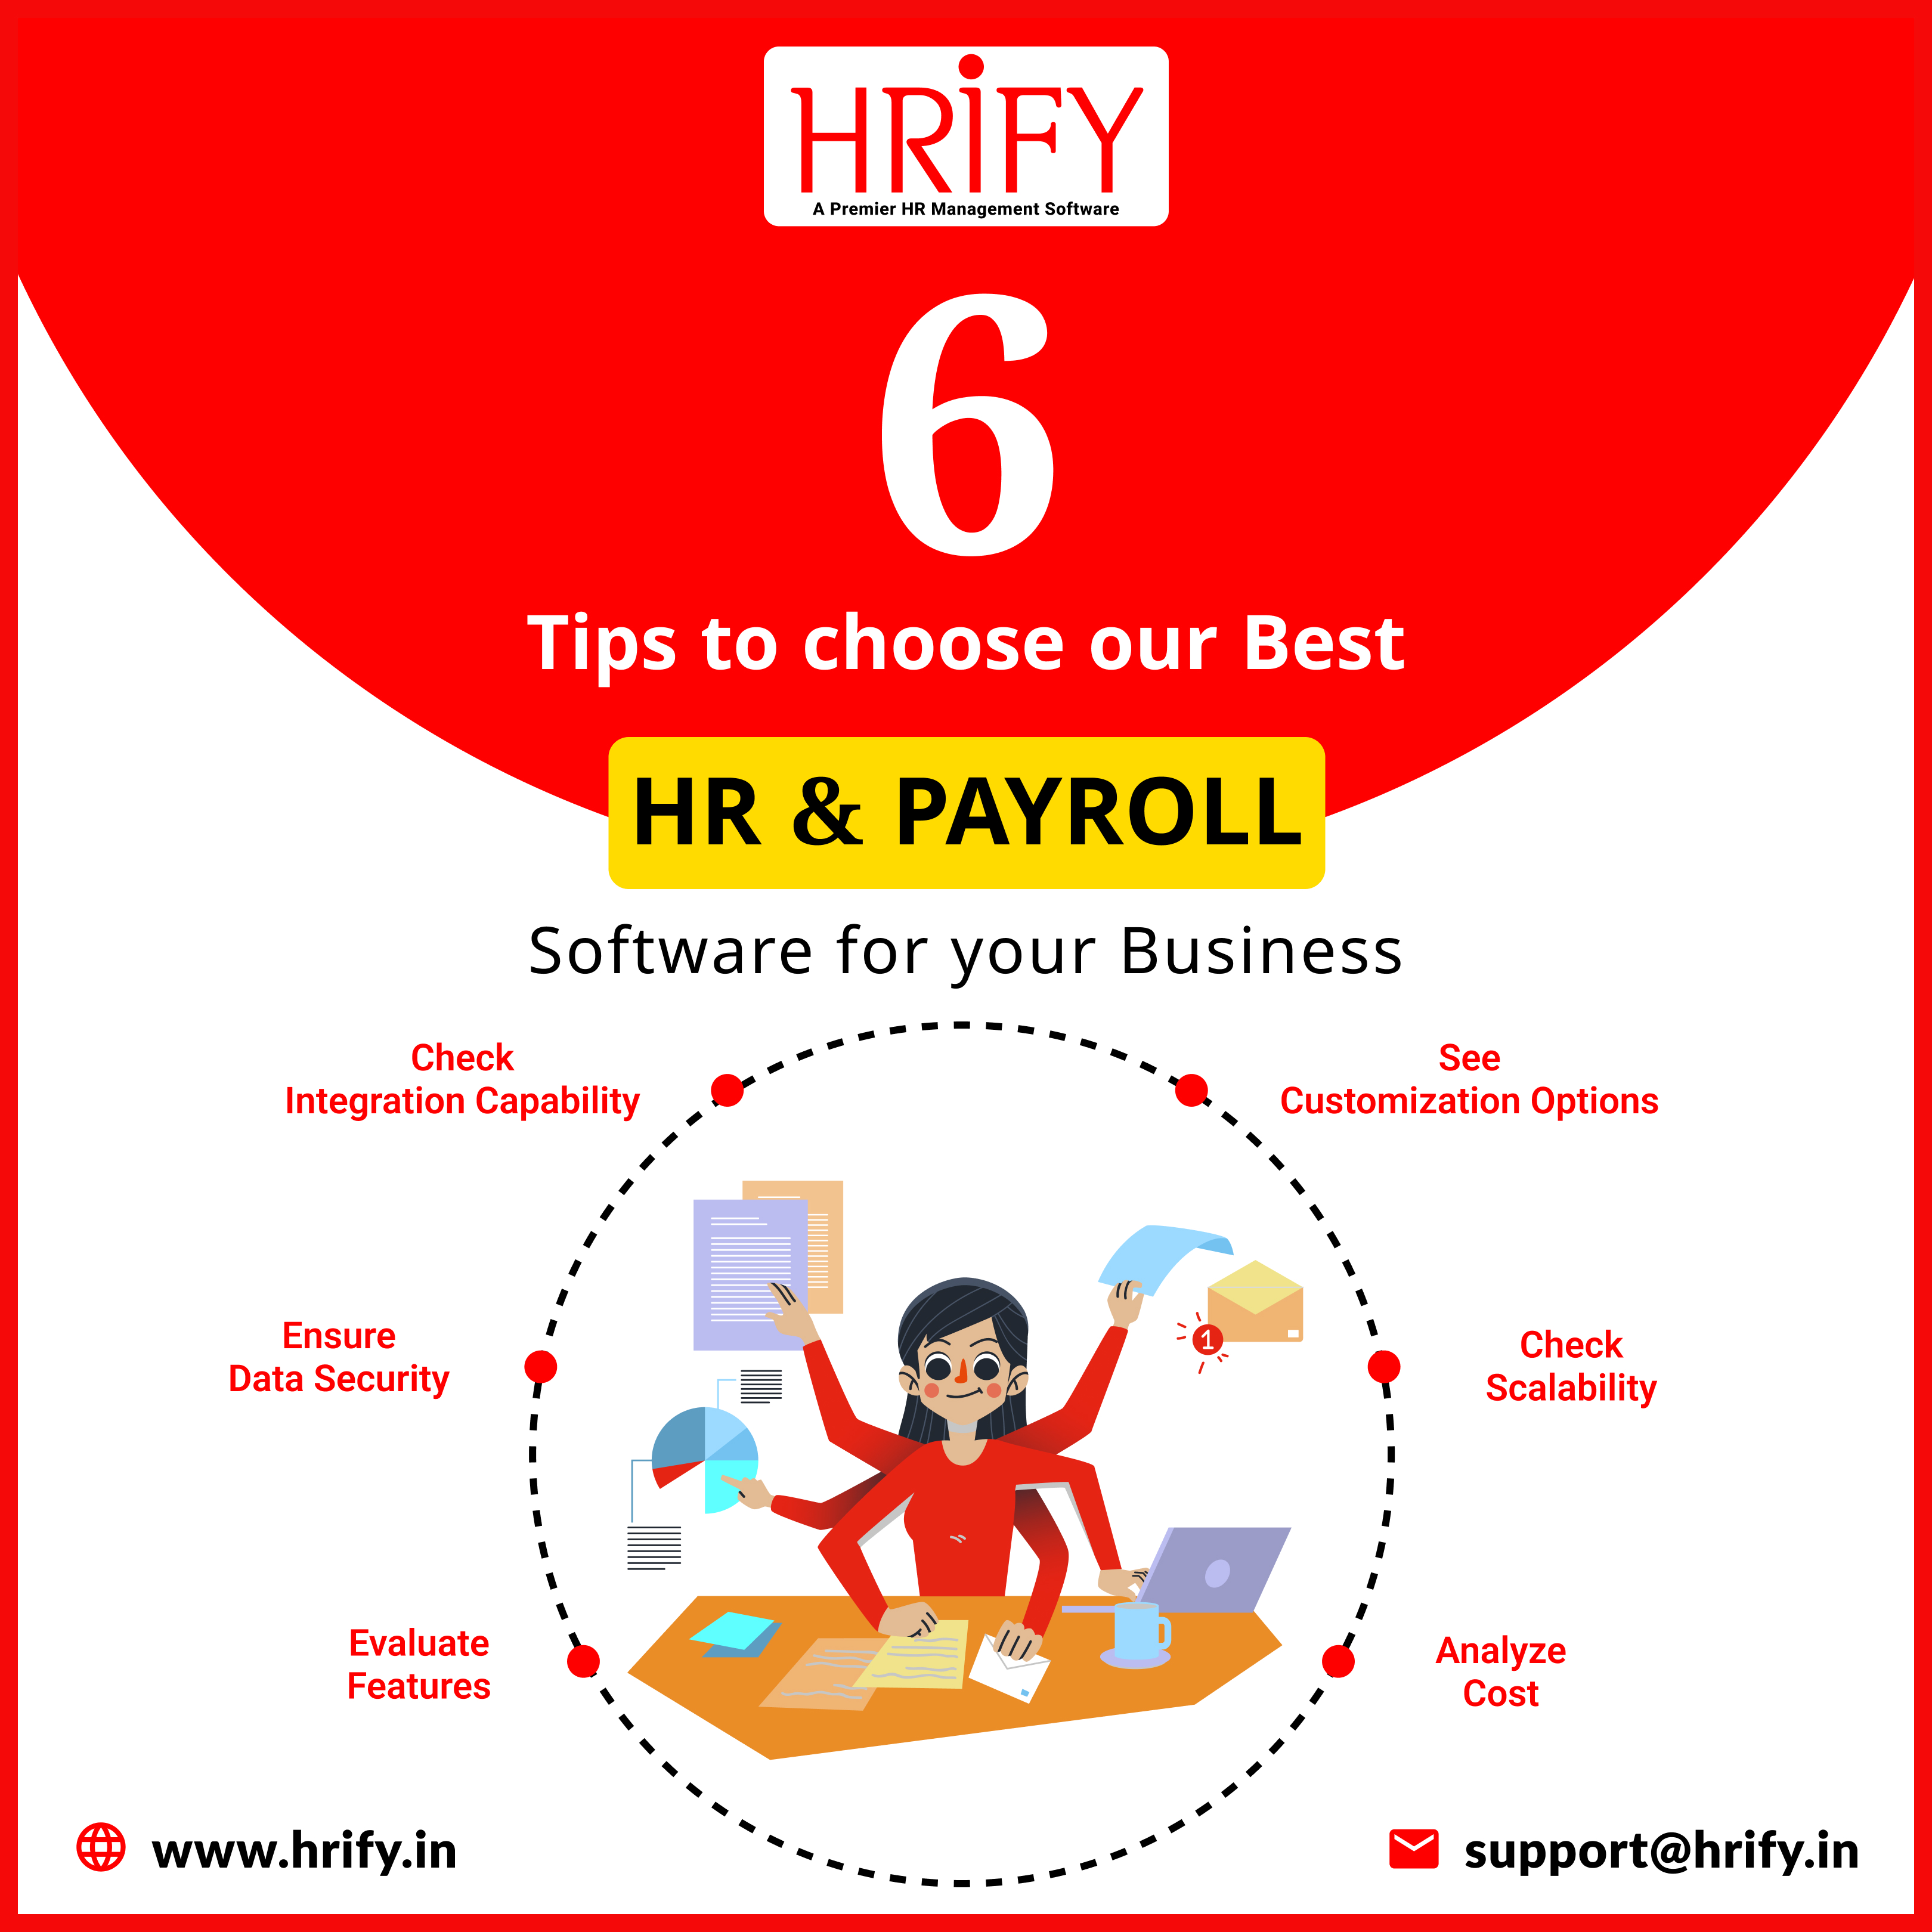 HRiFY
A Premier HR Management Software
6
Tips to choose our Best
HR & PAYROLL
Software for your Business
Check
Integration Capability
See
Customization Options
Ensure
Data Security
Check
Scalability
1
Evaluate
Features
Analyze
Cost
www.hrify.in
support@hrify.in